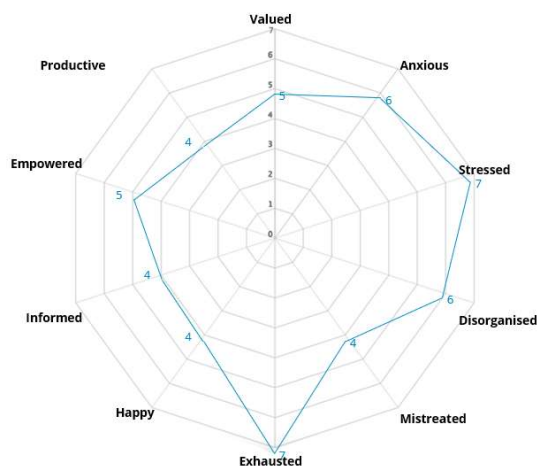 Valued
7
Productive
Anxious
6
5
5
6
4
4
3
Empowered
Stressed
5
2
7
1
0
4
6
Informed
Disorganised
4
4
Happy
Mistreated
7
Exhausted